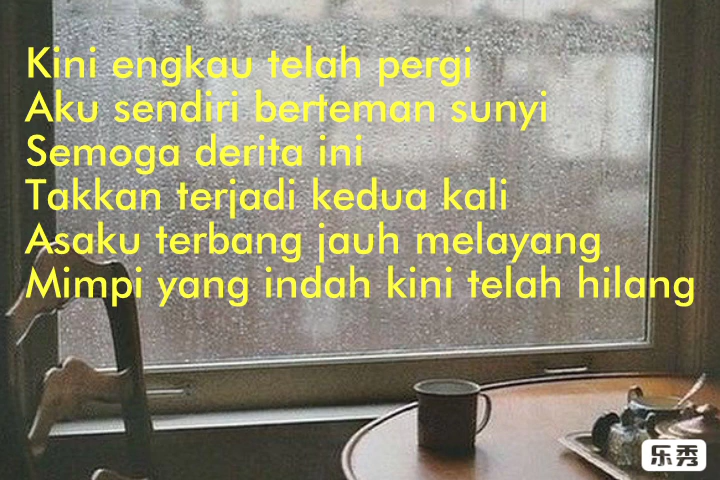 Kini engkau telah pergi
Aku sendiri berteman sunyi
Semoga derita ini
Takkan terjadi kedua kali
Asaku terbang jauh melayang
Mimpi yang indah kini telah hilang
乐秀